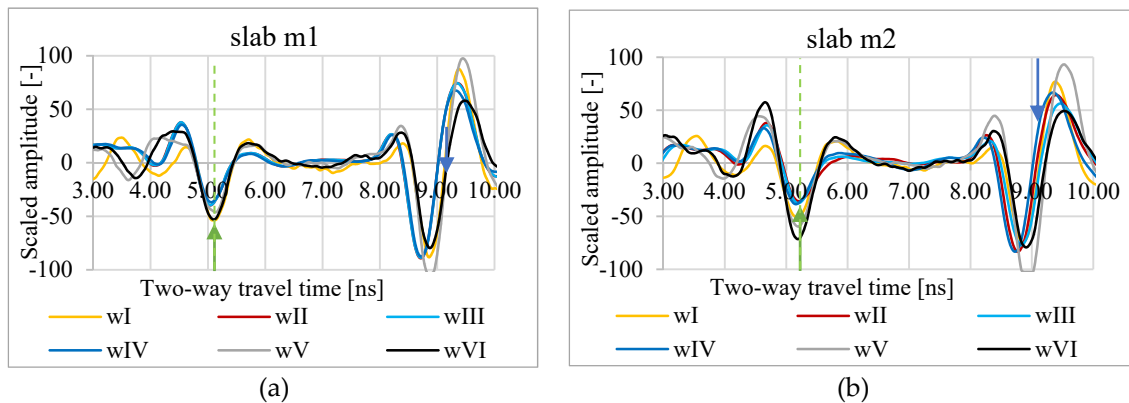 slab m1
Scaled amplitude [-]
100
50
0
-50
-100
3.00 4.00 5.00 6.00 7.00 8.00 9.00 10.00
Two-way travel time [ns]
wI wII wIII
wIV wV wVI
(a)
slab m2
Scaled amplitude [-]
100
50
0
-50
-100
3.00 4.00 5.00 6.00 7.00 8.00 9.00 10.00
Two-way travel time [ns]
wI wII wIII
wIV wV wVI
(b)